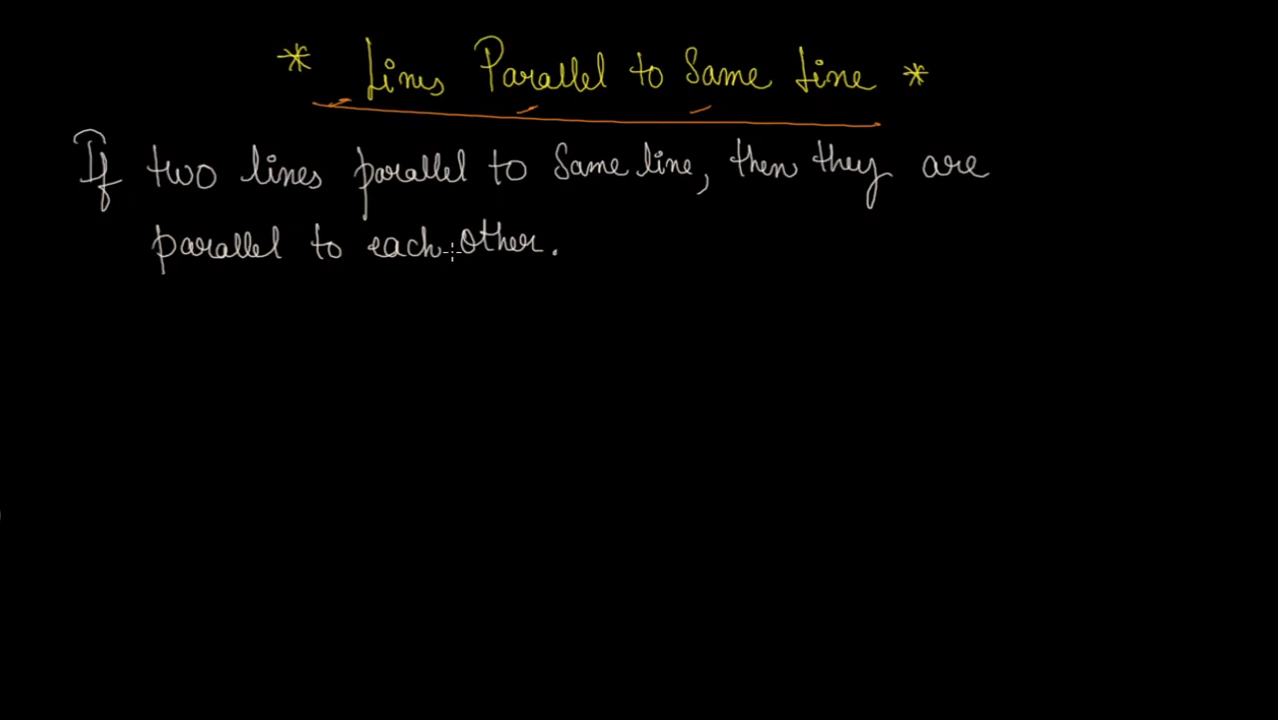 * Lines Parallel to Same Line *
If two lines parallel to Same line, then they are
parallel to each other.